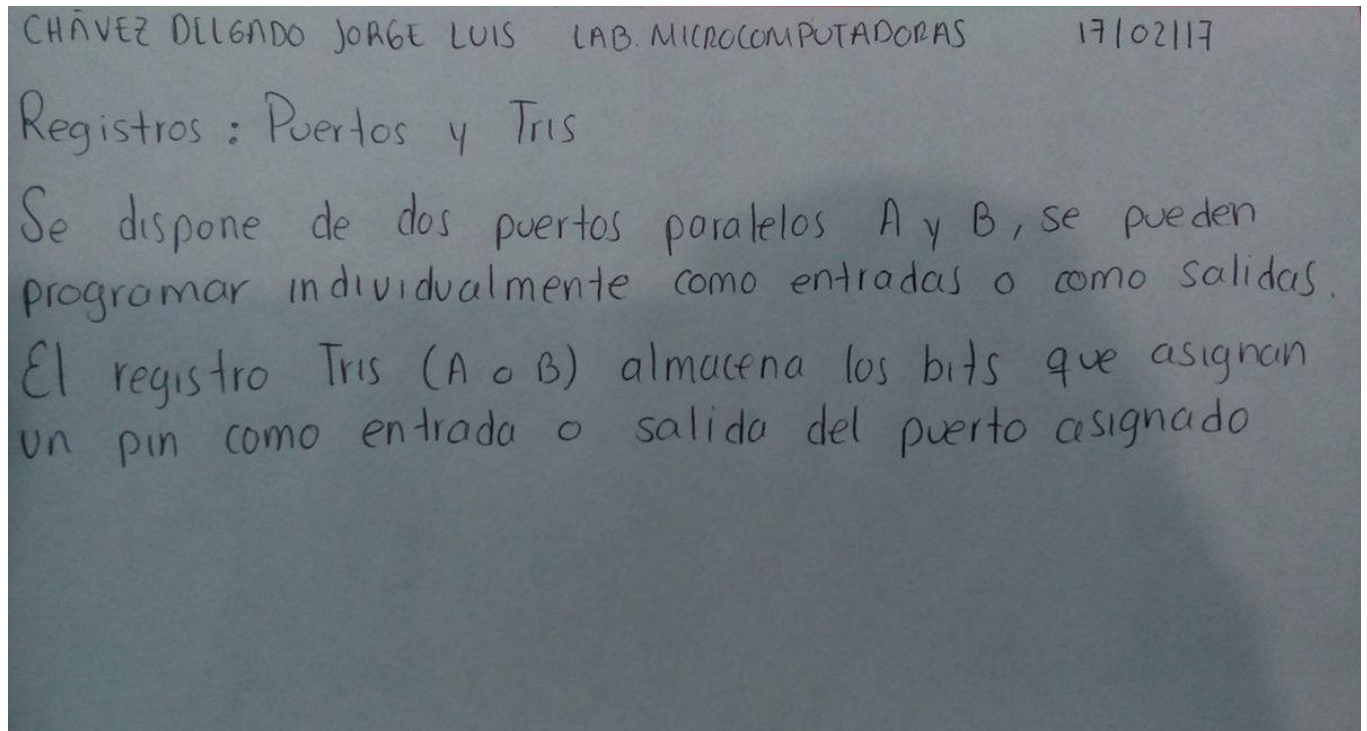 CHÁVEZ DELGADO JORGE LUIS LAB. MICROCOMPUTADORAS 17/02/17
Registros: Puertos y Tris
Se dispone de dos puertos paralelos A y B, se pueden
programar individualmente como entradas o como salidas.
El registro Tris (A o B) almacena los bits que asignan
un pin como entrada o salida del puerto asignado